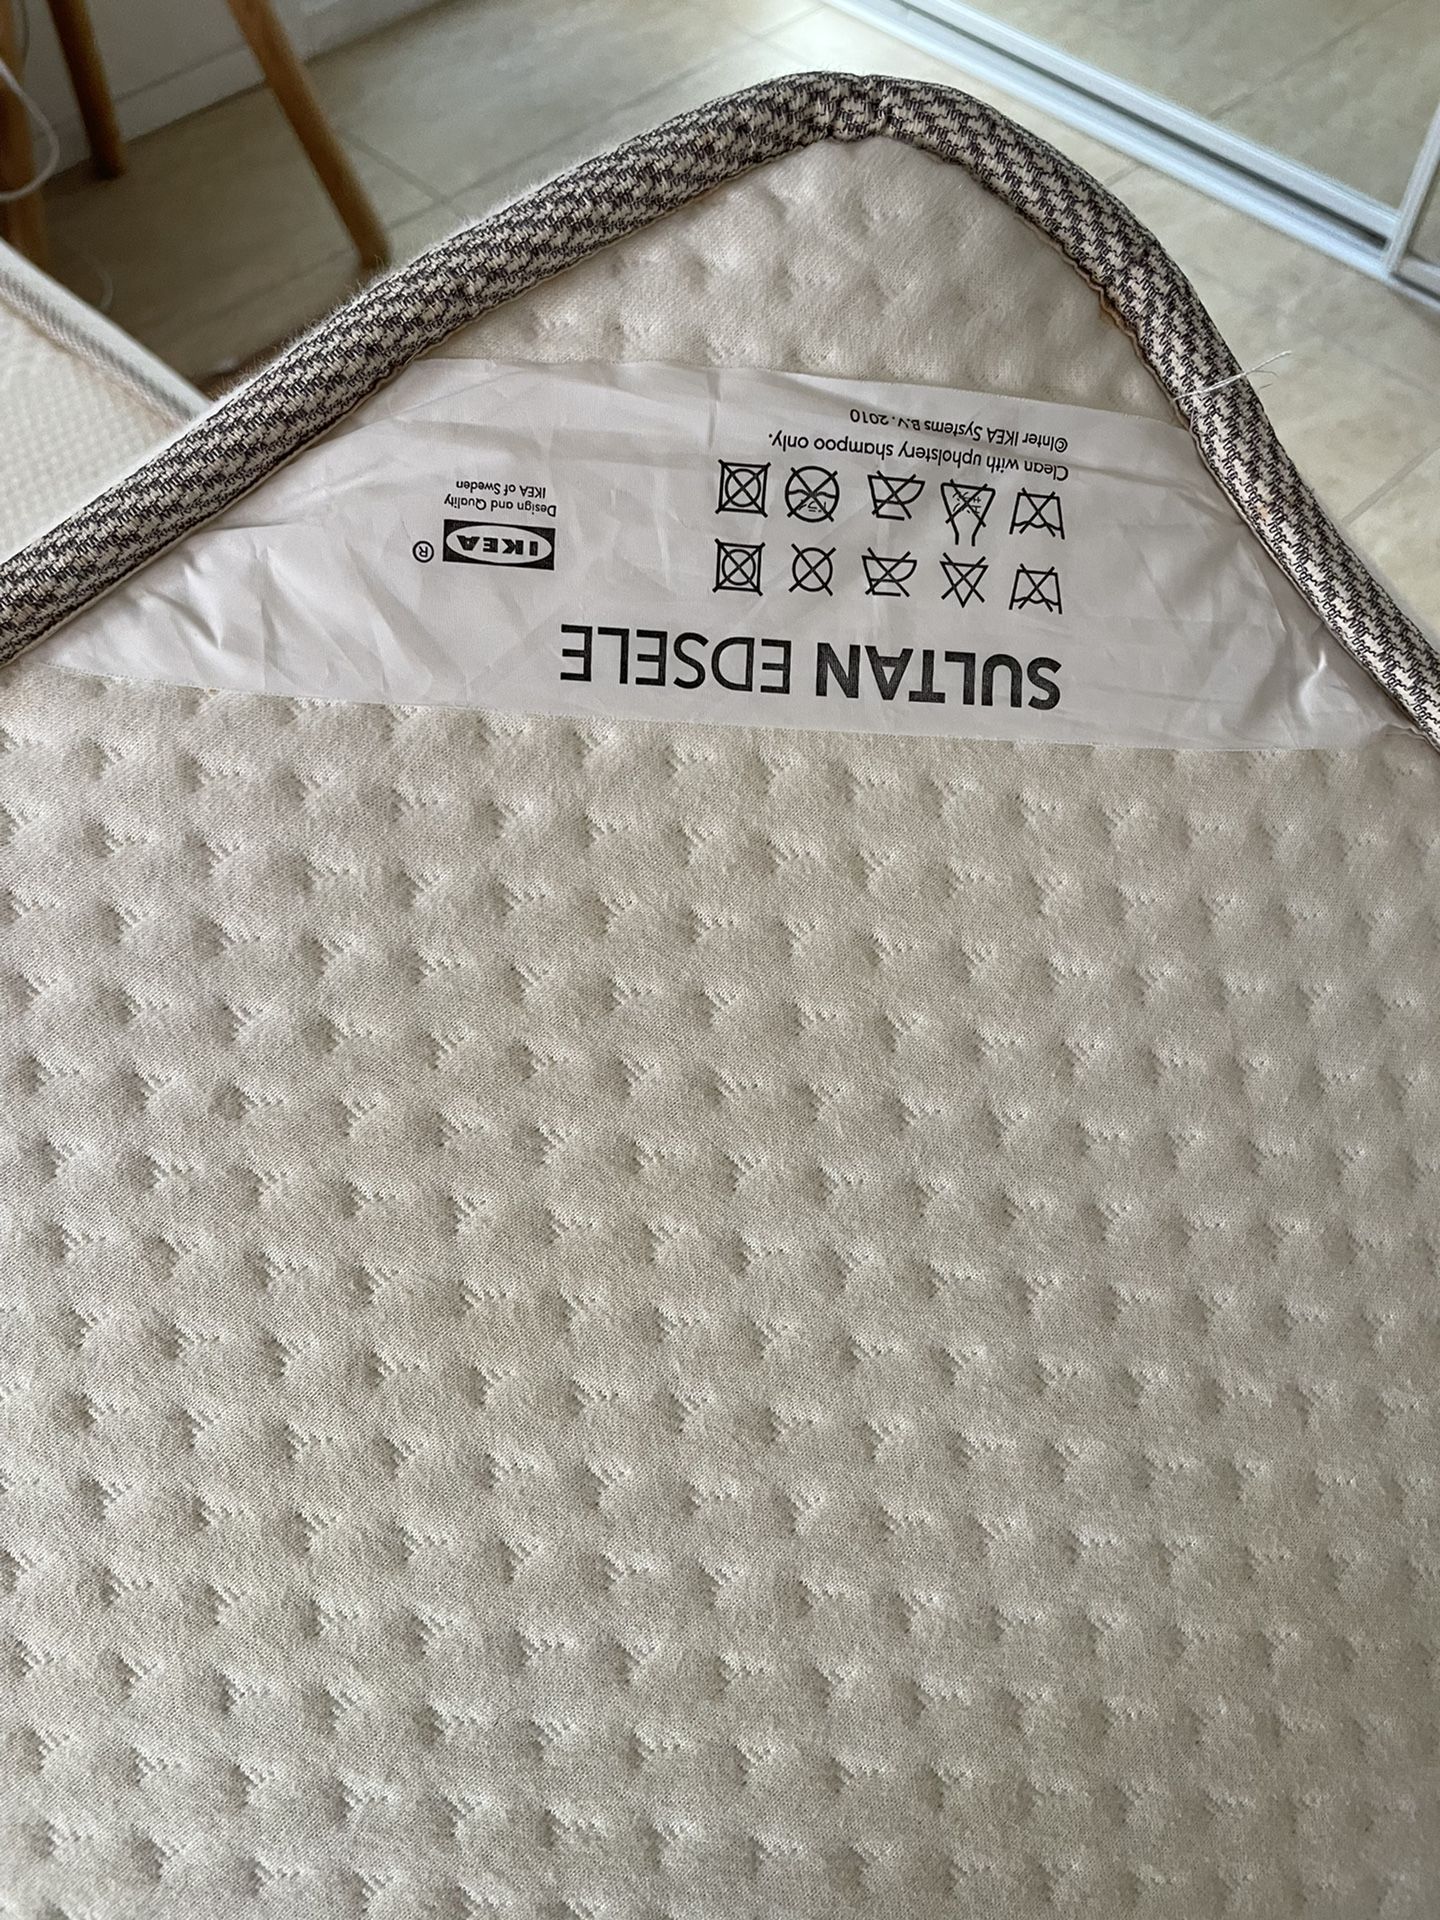 SULTAN EDSELE
IKEA ®
Design and Quality
IKEA of Sweden
Clean with upholstery shampoo only.
©Inter IKEA Systems B.V. 2010